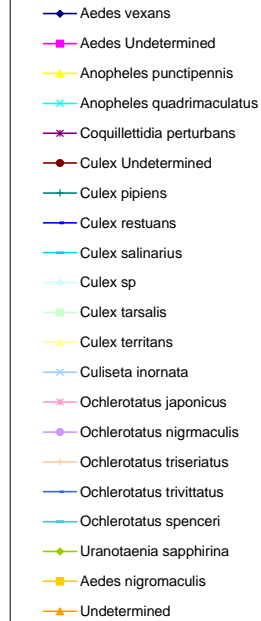 Aedes vexans
Aedes Undetermined
Anopheles punctipennis
Anopheles quadrimaculatus
Coquillettidia perturbans
Culex Undetermined
Culex pipiens
Culex restuans
Culex salinarius
Culex sp
Culex tarsalis
Culex territans
Culiseta inornata
Ochlerotatus japonicus
Ochlerotatus nigrmaculis
Ochlerotatus triseriatus
Ochlerotatus trivittatus
Ochlerotatus spenceri
Uranotaenia sapphirina
Aedes nigromaculis
Undetermined